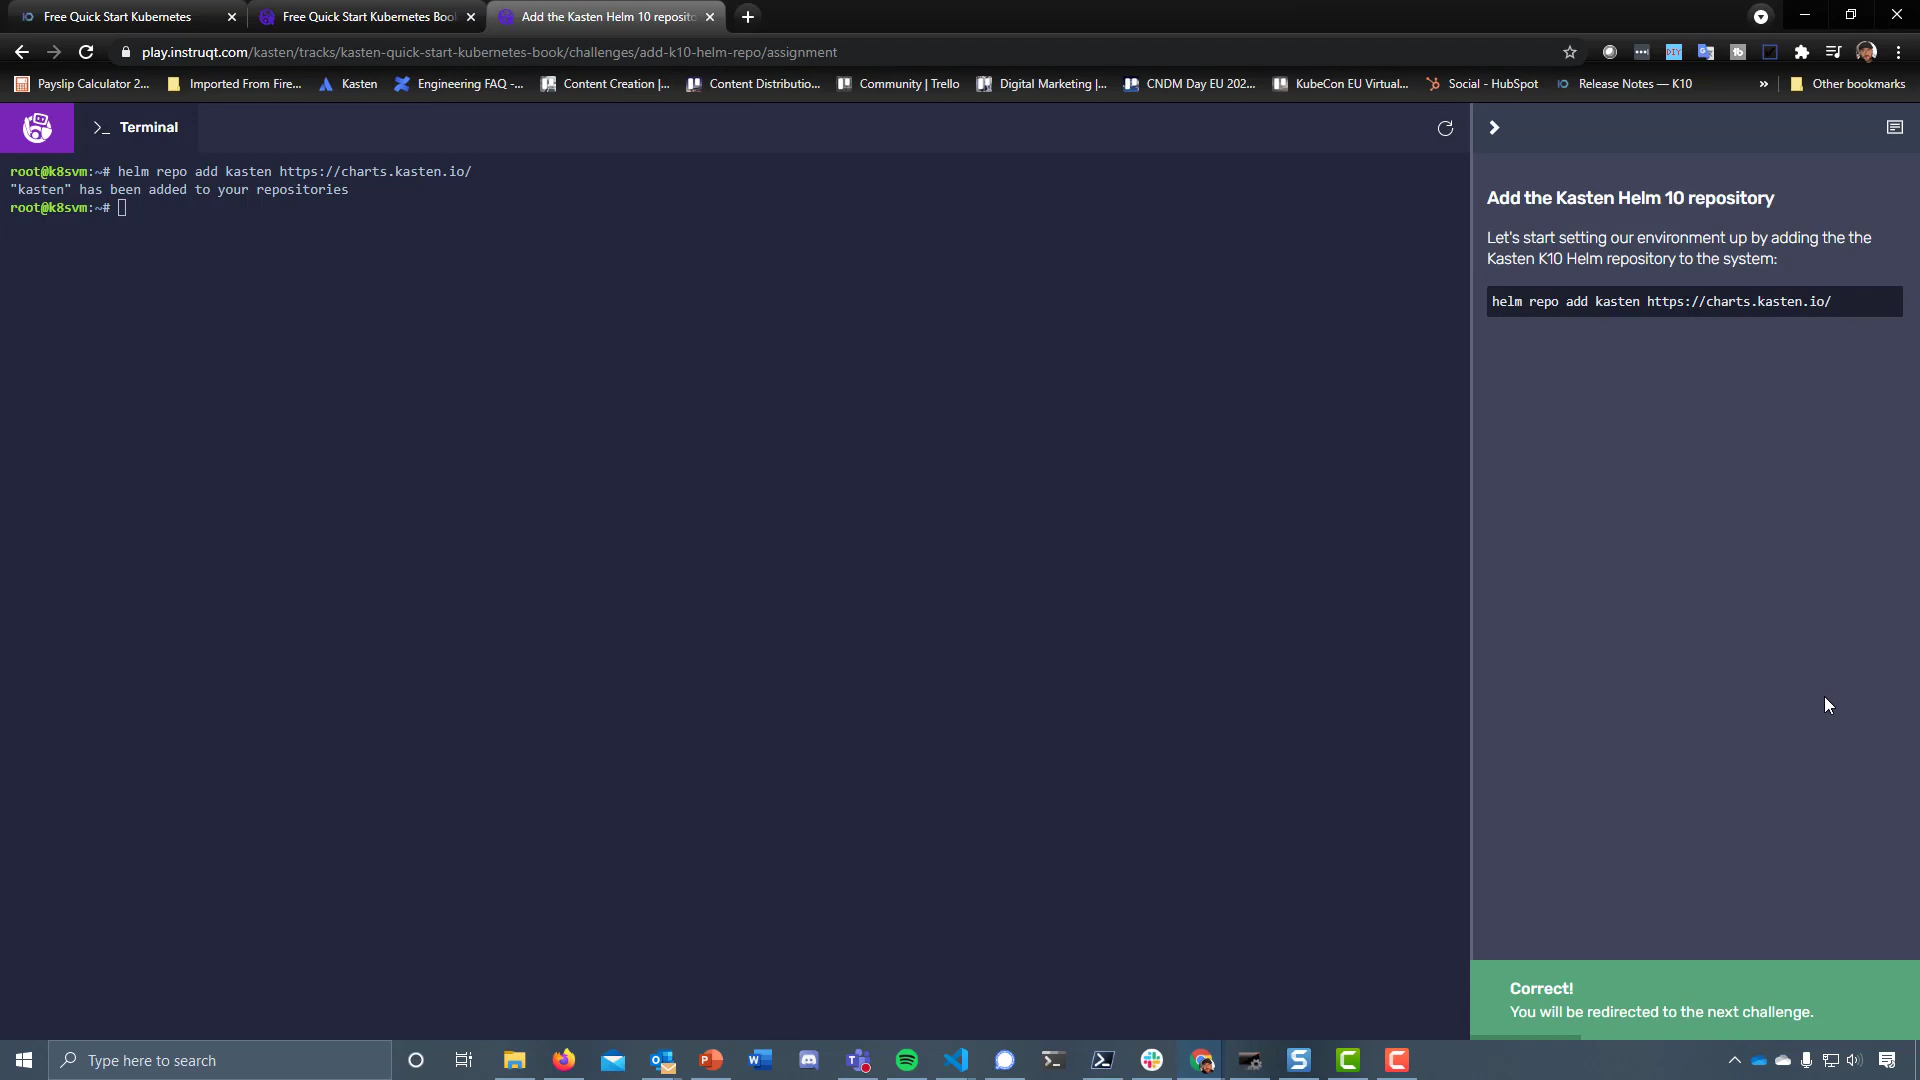 Free Quick Start Kubernetes
Free Quick Start Kubernetes Boo
Add the Kasten Helm 10 reposito
play.instruqt.com/kasten/tracks/kasten-quick-start-kubernetes-book/challenges/add-k10-helm-repo/assignment
Payslip Calculator 2...
Imported From Fire...
Kasten
Engineering FAQ -...
Content Creation |...
Content Distributio...
Community | Trello
Digital Marketing |...
CNDM Day EU 202...
KubeCon EU Virtual...
Social - HubSpot
Release Notes — K10
»
Other bookmarks
>_ Terminal
root@k8svm:~# helm repo add kasten https://charts.kasten.io/
"kasten" has been added to your repositories
root@k8svm:~#
Add the Kasten Helm 10 repository
Let's start setting our environment up by adding the the
Kasten K10 Helm repository to the system:
helm repo add kasten https://charts.kasten.io/
Correct!
You will be redirected to the next challenge.
Type here to search